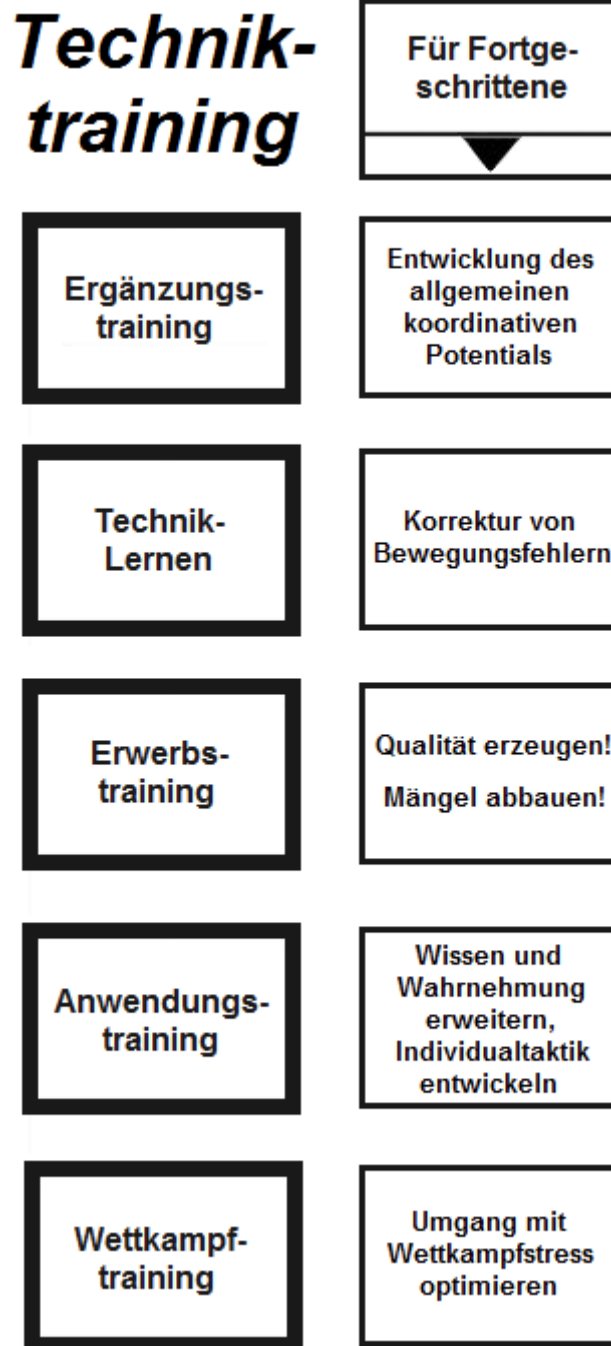 Technik-
training
Für Fortge-
schrittene
Ergänzungs-
training
Entwicklung des
allgemeinen
koordinativen
Potentials
Technik-
Lernen
Korrektur von
Bewegungsfehlern
Erwerbs-
training
Qualität erzeugen!
Mängel abbauen!
Anwendungs-
training
Wissen und
Wahrnehmung
erweitern,
Individualtaktik
entwickeln
Wettkampf-
training
Umgang mit
Wettkampfstress
optimieren